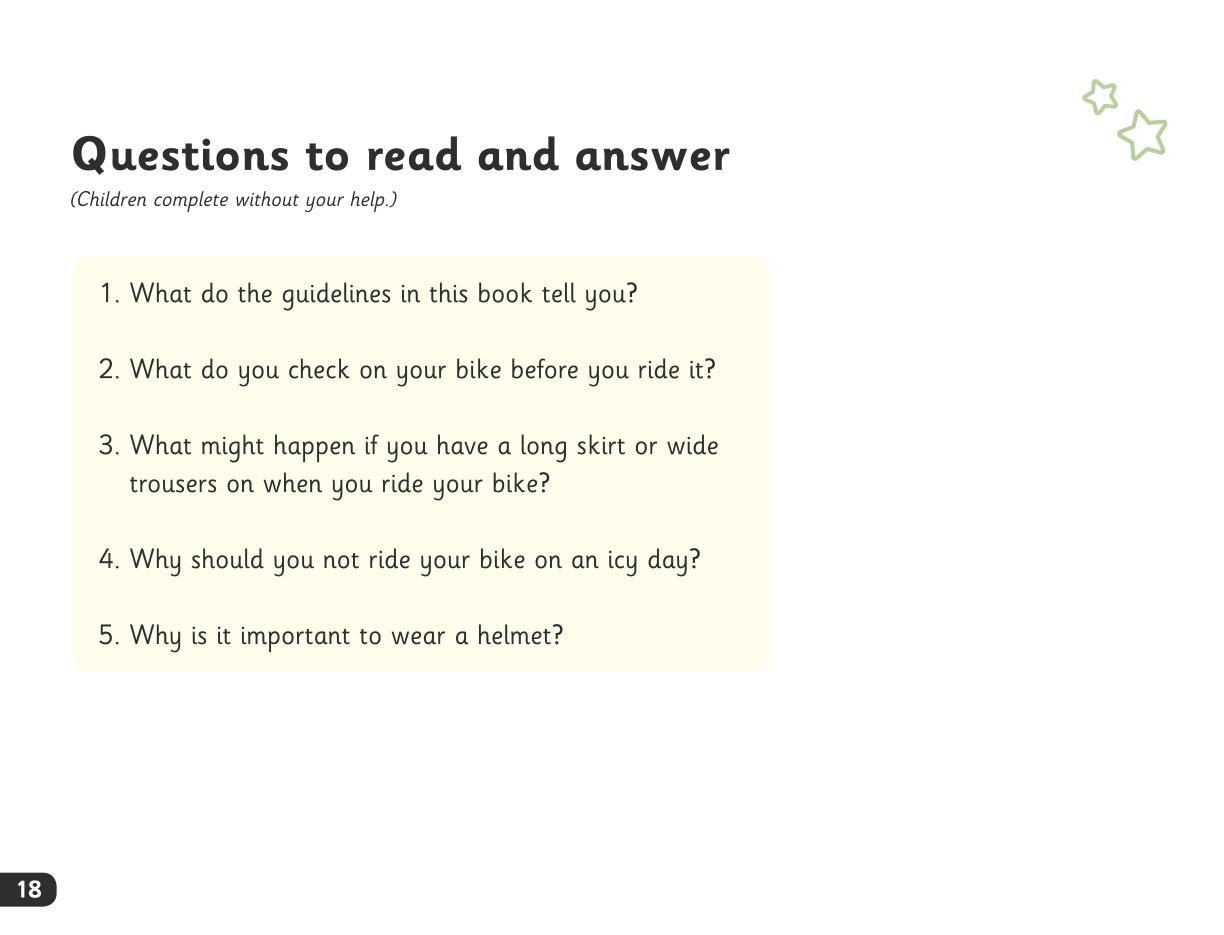 Questions to read and answer
(Children complete without your help.)
1. What do the guidelines in this book tell you?
2. What do you check on your bike before you ride it?
3. What might happen if you have a long skirt or wide
trousers on when you ride your bike?
4. Why should you not ride your bike on an icy day?
5. Why is it important to wear a helmet?
18